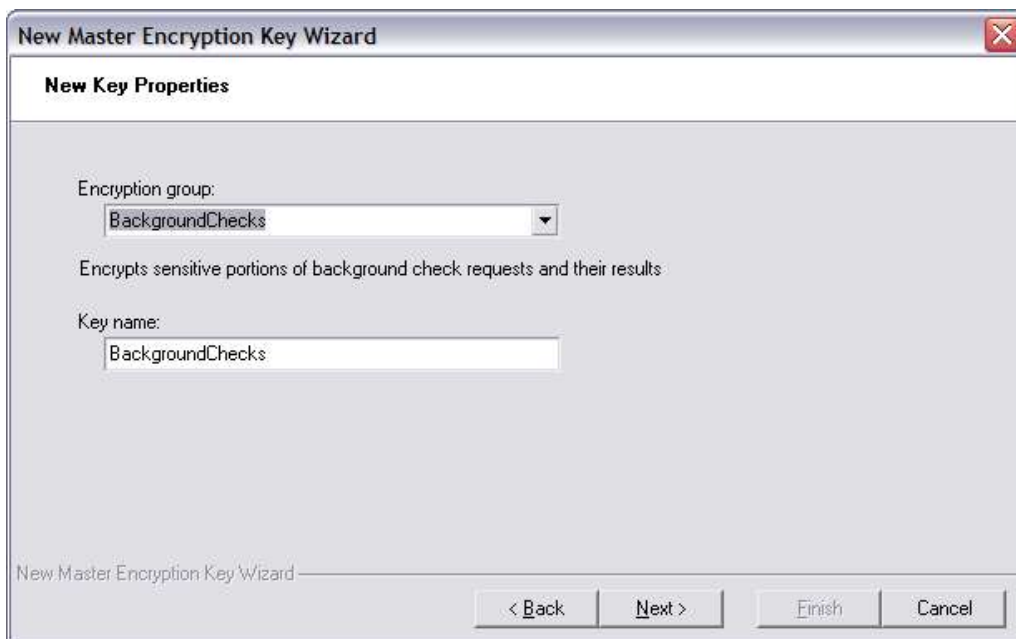 New Master Encryption Key Wizard
New Key Properties
Encryption group:
BackgroundChecks
Encrypts sensitive portions of background check requests and their results
Key name:
BackgroundChecks
New Master Encryption Key Wizard
< Back Next > Finish Cancel